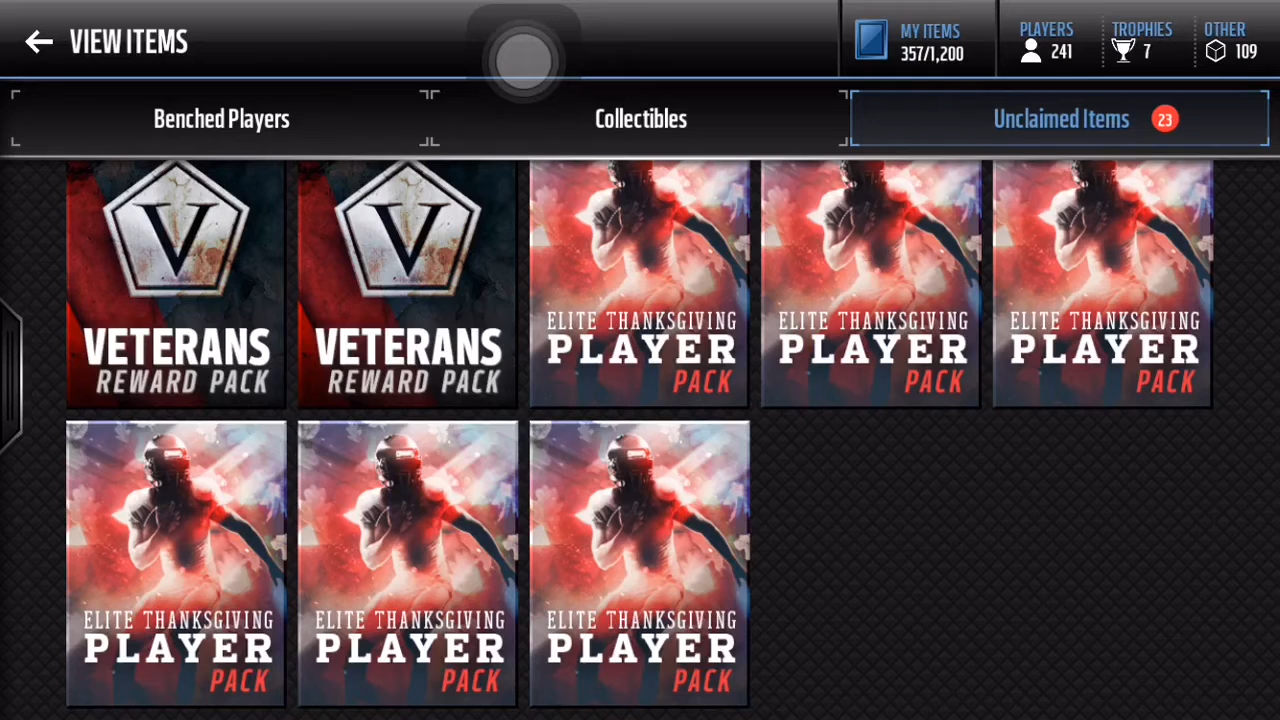 VIEW ITEMS
MY ITEMS
357/1,200
PLAYERS
241
TROPHIES
7
OTHER
109
Benched Players
Collectibles
Unclaimed Items 23
V
VETERANS
REWARD PACK
V
VETERANS
REWARD PACK
ELITE THANKSGIVING
PLAYER
PACK
ELITE THANKSGIVING
PLAYER
PACK
ELITE THANKSGIVING
PLAYER
PACK
ELITE THANKSGIVING
PLAYER
PACK
ELITE THANKSGIVING
PLAYER
PACK
ELITE THANKSGIVING
PLAYER
PACK